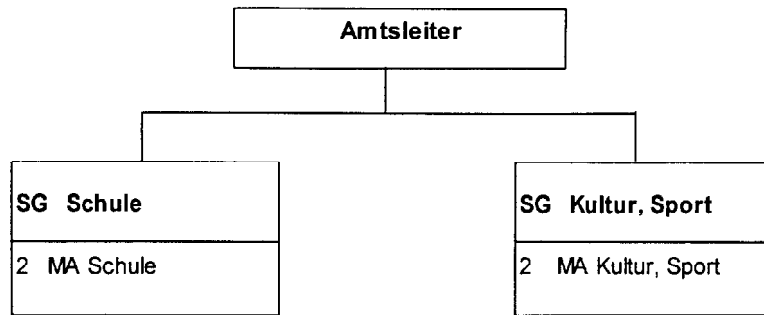 Amtsleiter
SG Schule
2 MA Schule
SG Kultur, Sport
2 MA Kultur, Sport